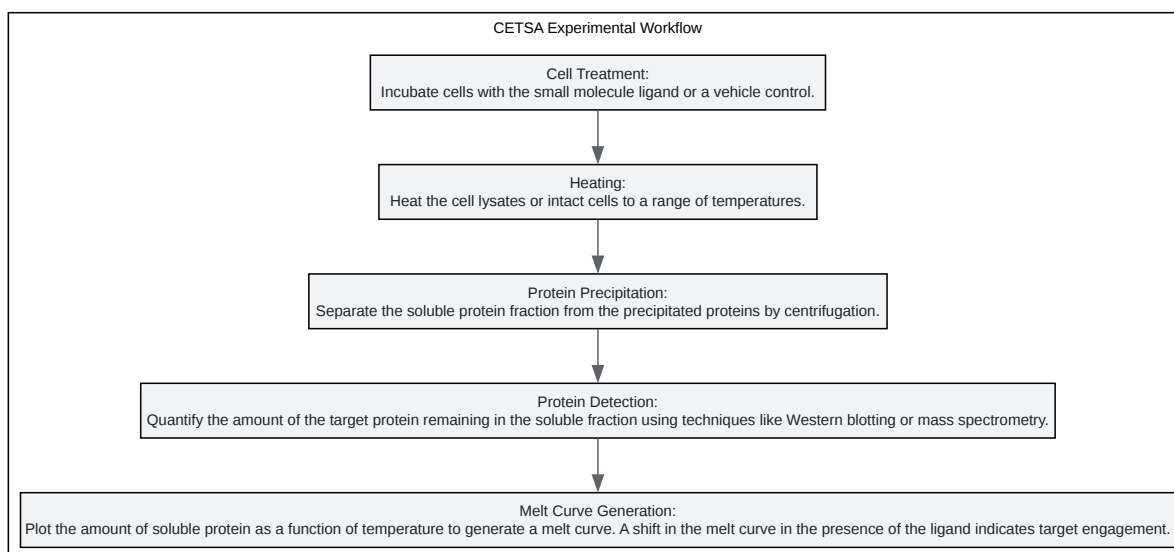 CETSA Experimental Workflow
Cell Treatment:
Incubate cells with the small molecule ligand or a vehicle control.
Heating:
Heat the cell lysates or intact cells to a range of temperatures.
Protein Precipitation:
Separate the soluble protein fraction from the precipitated proteins by centrifugation.
Protein Detection:
Quantify the amount of the target protein remaining in the soluble fraction using techniques like Western blotting or mass spectrometry.
Melt Curve Generation:
Plot the amount of soluble protein as a function of temperature to generate a melt curve. A shift in the melt curve in the presence of the ligand indicates target engagement.